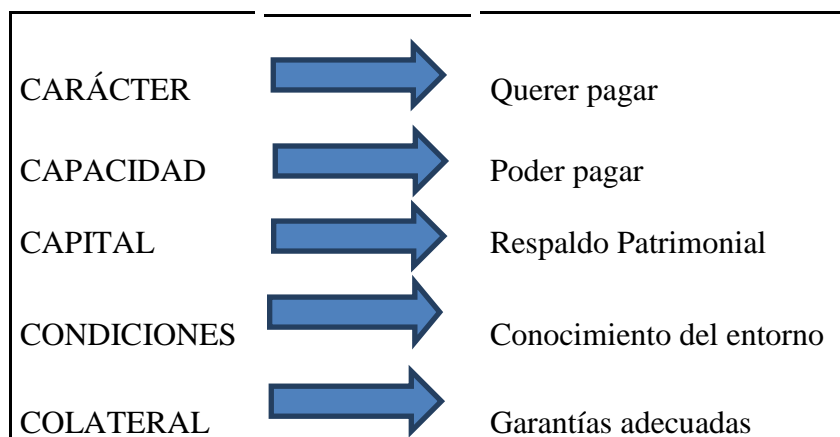 CARÁCTER Querer pagar
CAPACIDAD Poder pagar
CAPITAL Respaldo Patrimonial
CONDICIONES Conocimiento del entorno
COLATERAL Garantías adecuadas